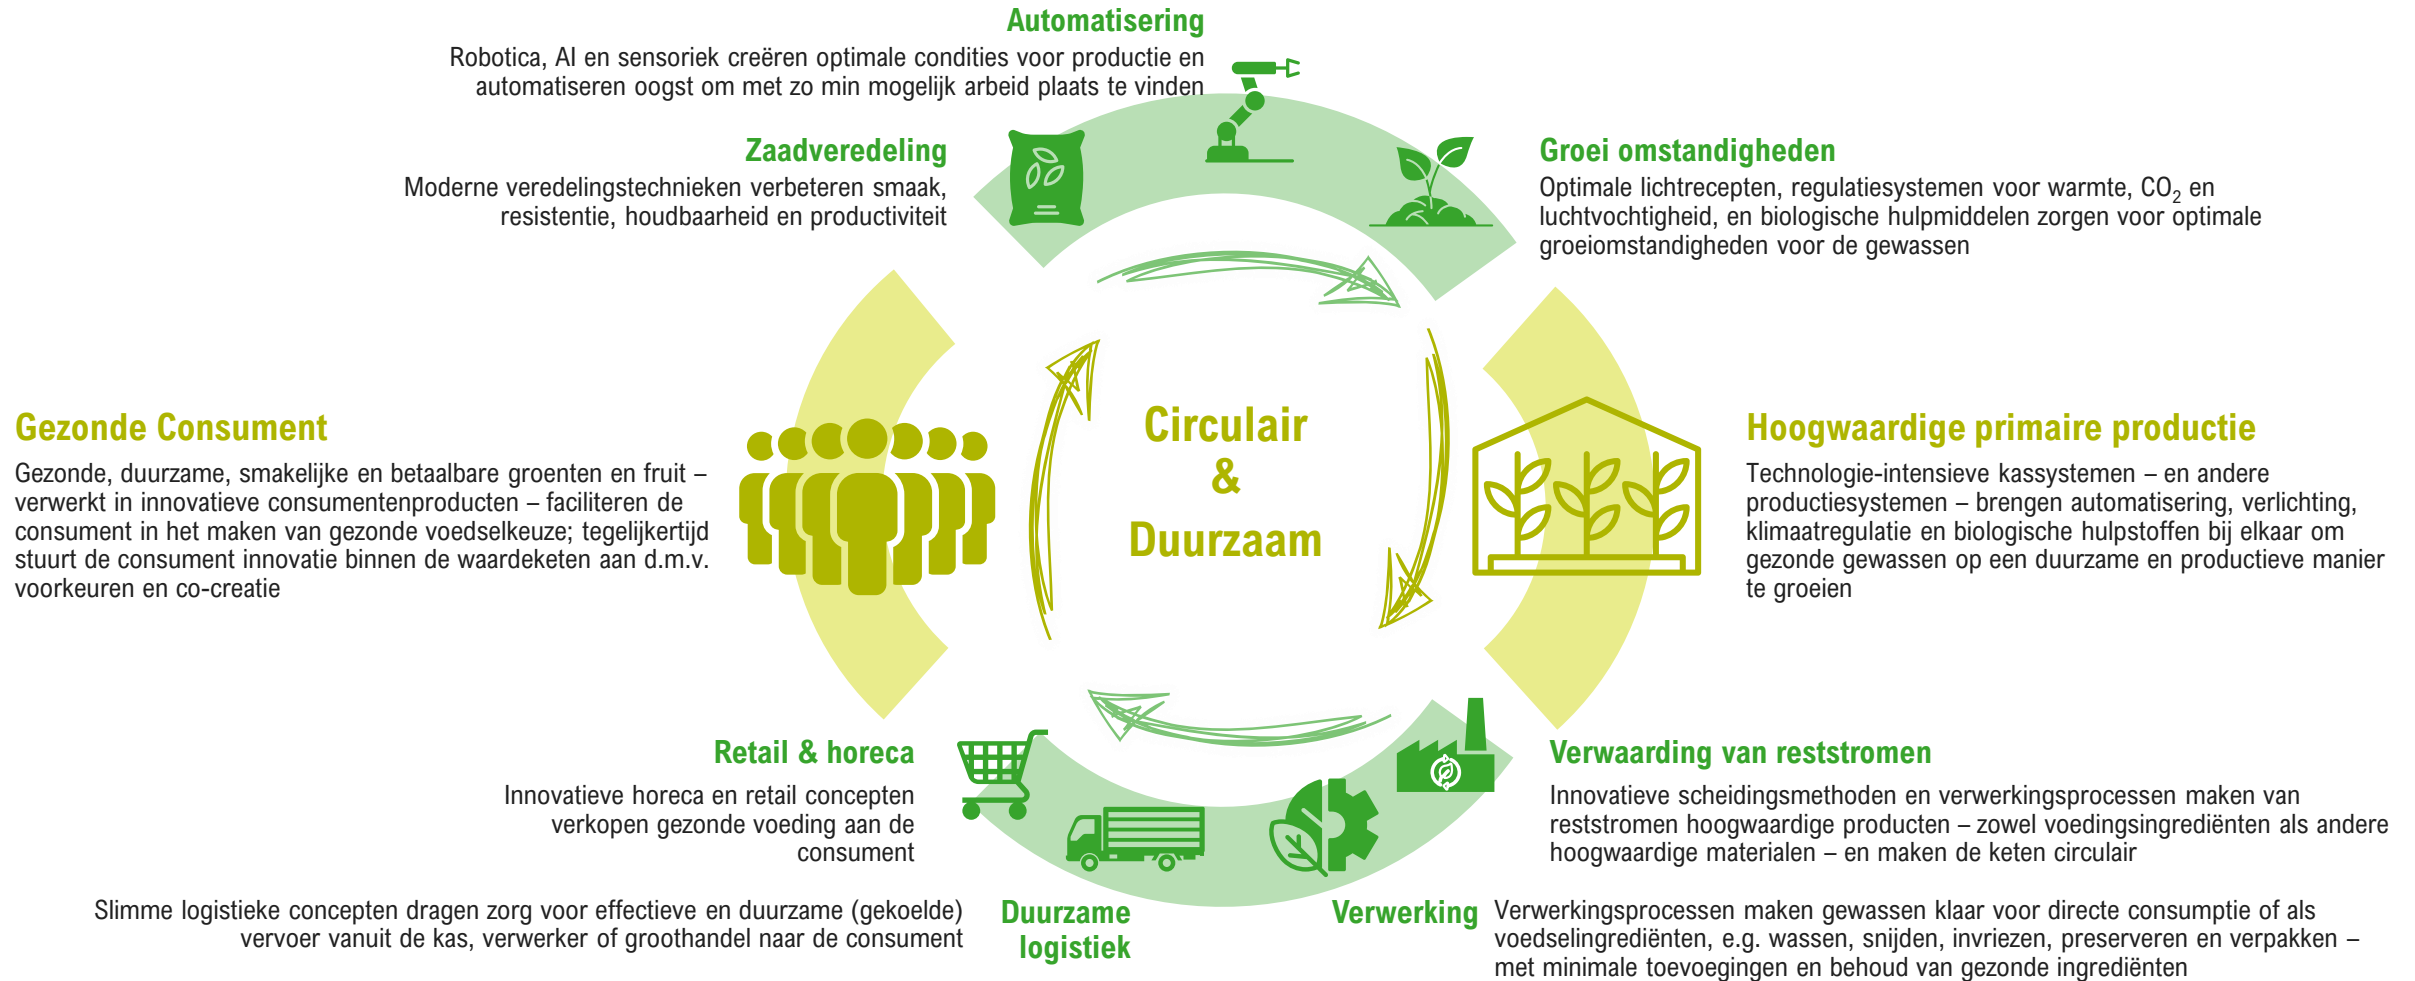 Automatisering
Robotica, AI en sensoriek creëren optimale condities voor productie en
automatiseren oogst om met zo min mogelijk arbeid plaats te vinden
Zaadveredeling
Moderne veredelingstechnieken verbeteren smaak,
resistentie, houdbaarheid en productiviteit
Groei omstandigheden
Optimale lichtrecepten, regulatiesystemen voor warmte, CO₂ en
luchtvochtigheid, en biologische hulpmiddelen zorgen voor optimale
groeiomstandigheden voor de gewassen
Gezonde Consument
Gezonde, duurzame, smakelijke en betaalbare groenten en fruit –
verwerkt in innovatieve consumentenproducten – faciliteren de
consument in het maken van gezonde voedselkeuze; tegelijkertijd
stuurt de consument innovatie binnen de waardeketen aan d.m.v.
voorkeuren en co-creatie
Circulair
&
Duurzaam
Hoogwaardige primaire productie
Technologie-intensieve kassystemen – en andere
productiesystemen – brengen automatisering, verlichting,
klimaatregulatie en biologische hulpstoffen bij elkaar om
gezonde gewassen op een duurzame en productieve manier
te groeien
Retail & horeca
Innovatieve horeca en retail concepten
verkopen gezonde voeding aan de
consument
Verwaarding van reststromen
Innovatieve scheidingsmethoden en verwerkingsprocessen maken van
reststromen hoogwaardige producten – zowel voedingsingrediënten als andere
hoogwaardige materialen – en maken de keten circulair
Slimme logistieke concepten dragen zorg voor effectieve en duurzame (gekoelde)
vervoer vanuit de kas, verwerker of groothandel naar de consument
Duurzame
logistiek
Verwerking
Verwerkingsprocessen maken gewassen klaar voor directe consumptie of als
voedselingrediënten, e.g. wassen, snijden, invriezen, preserveren en verpakken –
met minimale toevoegingen en behoud van gezonde ingrediënten